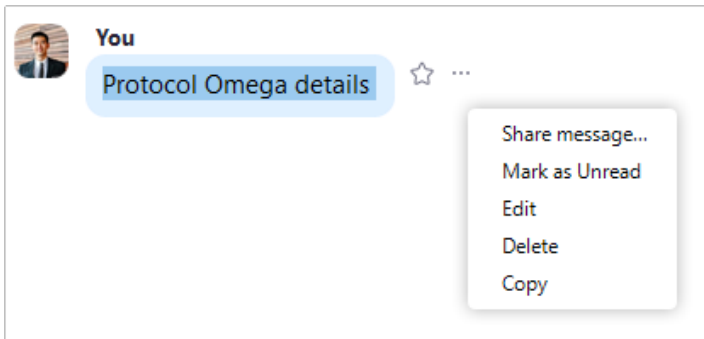 You
Protocol Omega details
Share message...
Mark as Unread
Edit
Delete
Copy